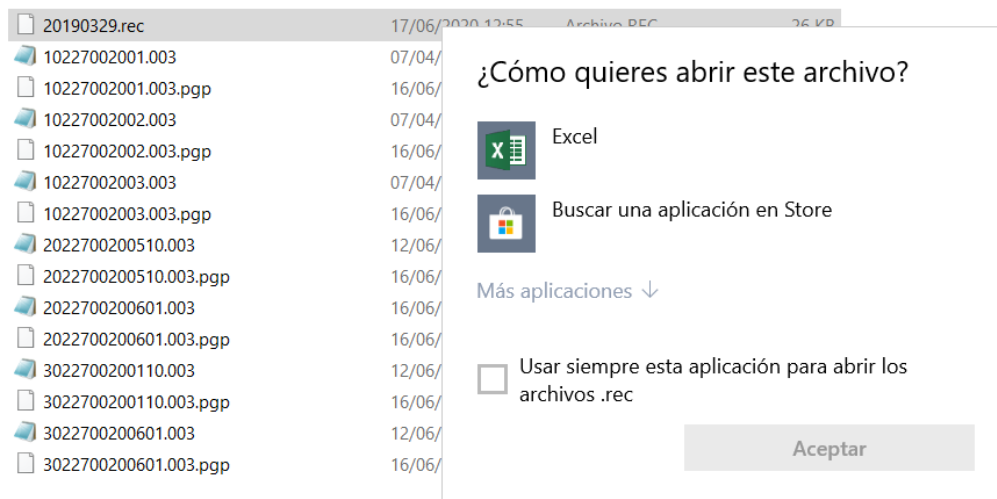 20190329.rec 17/06/2020 12:55 Archivo REC 26 KB
10227002001.003 07/04/
10227002001.003.pgp 16/06/
10227002002.003 07/04/
10227002002.003.pgp 16/06/
10227002003.003 07/04/
10227002003.003.pgp 16/06/
2022700200510.003 12/06/
2022700200510.003.pgp 16/06/
2022700200601.003 16/06/
2022700200601.003.pgp 16/06/
3022700200110.003 12/06/
3022700200110.003.pgp 16/06/
3022700200601.003 12/06/
3022700200601.003.pgp 16/06/
¿Cómo quieres abrir este archivo?
Excel
Buscar una aplicación en Store
Más aplicaciones
Usar siempre esta aplicación para abrir los
archivos .rec
Aceptar